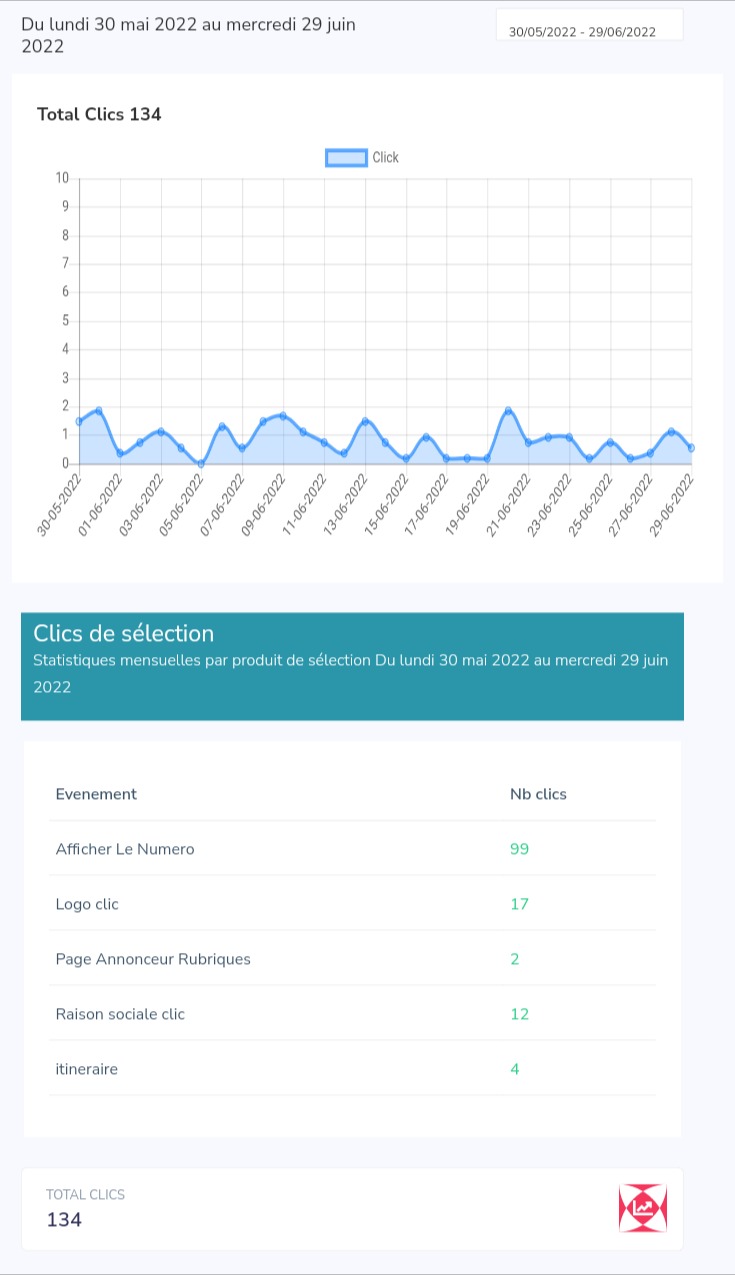 Du lundi 30 mai 2022 au mercredi 29 juin
2022
30/05/2022 - 29/06/2022
Total Clics 134
Click
10
9
8
7
6
5
4
3
2
1
0
30-05-2022
01-06-2022
03-06-2022
05-06-2022
07-06-2022
09-06-2022
11-06-2022
13-06-2022
15-06-2022
17-06-2022
19-06-2022
21-06-2022
23-06-2022
25-06-2022
27-06-2022
29-06-2022
Clics de sélection
Statistiques mensuelles par produit de sélection Du lundi 30 mai 2022 au mercredi 29 juin
2022
Evenement Nb clics
Afficher Le Numero 99
Logo clic 17
Page Annonceur Rubriques 2
Raison sociale clic 12
itineraire 4
TOTAL CLICS
134